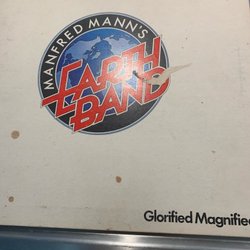 MANFRED MANN'S
EARTH
BAND
Glorified Magnified